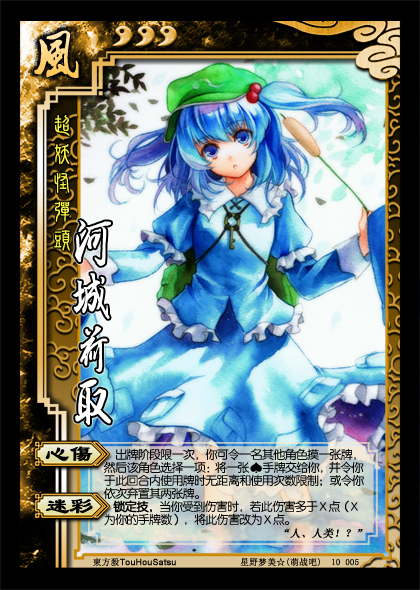 風
超妖怪彈頭
河城荷取
心傷
出牌阶段限一次，你可令一名其他角色摸一张牌，
然后该角色选择一项：将一张♠手牌交给你，并令你
于此回合内使用牌时无距离和使用次数限制；或令你
依次弃置其两张牌。
迷彩
锁定技，当你受到伤害时，若此伤害多于X点（X
为你的手牌数），将此伤害改为X点。
“人、人类！？”
東方殺TouHouSatsu
星野梦美☆(萌战吧) 10 005